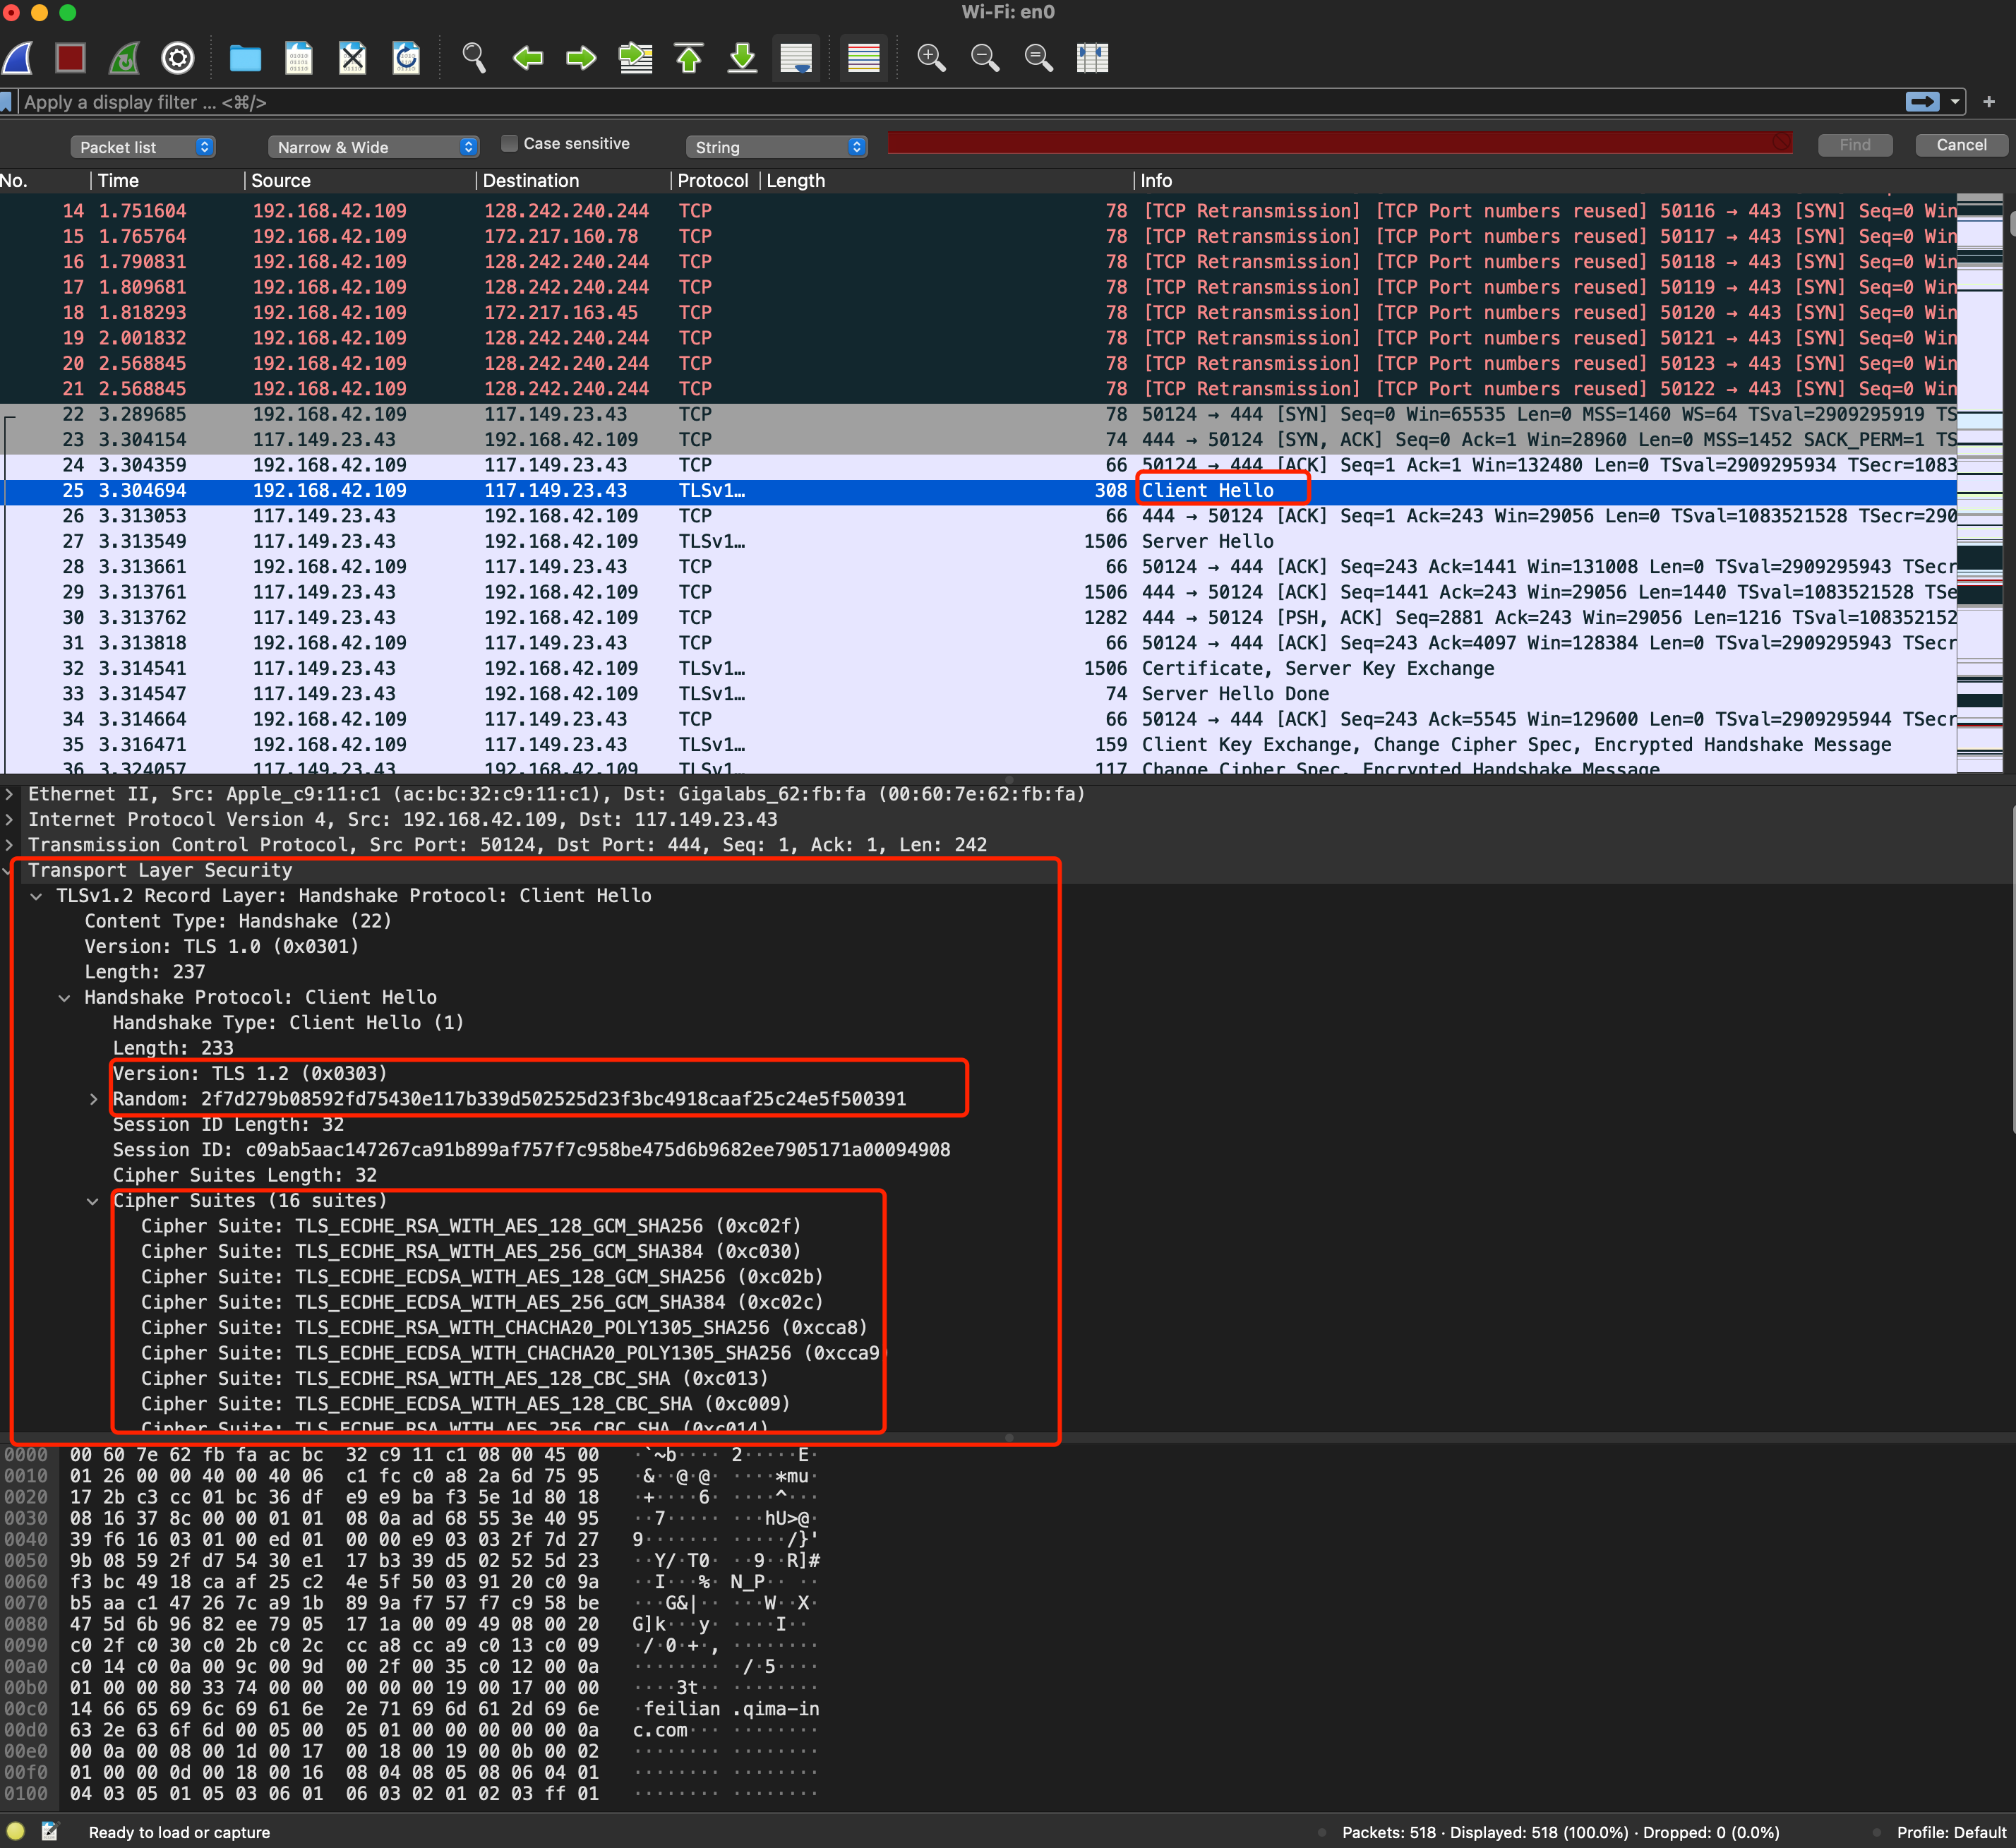 Wi-Fi: en0
Apply a display filter ... <⌘/>
+
Packet list Narrow & Wide Case sensitive String Find Cancel
No. Time Source Destination Protocol Length Info
14 1.751604 192.168.42.109 128.242.240.244 TCP 78 [TCP Retransmission] [TCP Port numbers reused] 50116 → 443 [SYN] Seq=0 Win
15 1.765764 192.168.42.109 172.217.160.78 TCP 78 [TCP Retransmission] [TCP Port numbers reused] 50117 → 443 [SYN] Seq=0 Win
16 1.790831 192.168.42.109 128.242.240.244 TCP 78 [TCP Retransmission] [TCP Port numbers reused] 50118 → 443 [SYN] Seq=0 Win
17 1.809681 192.168.42.109 128.242.240.244 TCP 78 [TCP Retransmission] [TCP Port numbers reused] 50119 → 443 [SYN] Seq=0 Win
18 1.818293 192.168.42.109 172.217.163.45 TCP 78 [TCP Retransmission] [TCP Port numbers reused] 50120 → 443 [SYN] Seq=0 Win
19 2.001832 192.168.42.109 128.242.240.244 TCP 78 [TCP Retransmission] [TCP Port numbers reused] 50121 → 443 [SYN] Seq=0 Win
20 2.568845 192.168.42.109 128.242.240.244 TCP 78 [TCP Retransmission] [TCP Port numbers reused] 50123 → 443 [SYN] Seq=0 Win
21 2.568845 192.168.42.109 128.242.240.244 TCP 78 [TCP Retransmission] [TCP Port numbers reused] 50122 → 443 [SYN] Seq=0 Win
22 3.289685 192.168.42.109 117.149.23.43 TCP 78 50124 → 444 [SYN] Seq=0 Win=65535 Len=0 MSS=1460 WS=64 TSval=2909295919 TS
23 3.304154 117.149.23.43 192.168.42.109 TCP 74 444 → 50124 [SYN, ACK] Seq=0 Ack=1 Win=28960 Len=0 MSS=1452 SACK_PERM=1 TS
24 3.304359 192.168.42.109 117.149.23.43 TCP 66 50124 → 444 [ACK] Seq=1 Ack=1 Win=132480 Len=0 TSval=2909295934 TSecr=1083
25 3.304694 192.168.42.109 117.149.23.43 TLSv1… 308 Client Hello
26 3.313053 117.149.23.43 192.168.42.109 TCP 66 444 → 50124 [ACK] Seq=1 Ack=243 Win=29056 Len=0 TSval=1083521528 TSecr=290
27 3.313549 117.149.23.43 192.168.42.109 TLSv1… 1506 Server Hello
28 3.313661 192.168.42.109 117.149.23.43 TCP 66 50124 → 444 [ACK] Seq=243 Ack=1441 Win=131008 Len=0 TSval=2909295943 TSecr
29 3.313761 117.149.23.43 192.168.42.109 TCP 1506 444 → 50124 [ACK] Seq=1441 Ack=243 Win=29056 Len=1440 TSval=1083521528 TSe
30 3.313762 117.149.23.43 192.168.42.109 TCP 1282 444 → 50124 [PSH, ACK] Seq=2881 Ack=243 Win=29056 Len=1216 TSval=108352152
31 3.313818 192.168.42.109 117.149.23.43 TCP 66 50124 → 444 [ACK] Seq=243 Ack=4097 Win=128384 Len=0 TSval=2909295943 TSecr
32 3.314541 117.149.23.43 192.168.42.109 TLSv1… 1506 Certificate, Server Key Exchange
33 3.314547 117.149.23.43 192.168.42.109 TLSv1… 74 Server Hello Done
34 3.314664 192.168.42.109 117.149.23.43 TCP 66 50124 → 444 [ACK] Seq=243 Ack=5545 Win=129600 Len=0 TSval=2909295944 TSecr
35 3.316471 192.168.42.109 117.149.23.43 TLSv1… 159 Client Key Exchange, Change Cipher Spec, Encrypted Handshake Message
36 3.324057 117.149.23.43 192.168.42.109 TLSv1… 117 Change Cipher Spec, Encrypted Handshake Message
Ethernet II, Src: Apple_c9:11:c1 (ac:bc:32:c9:11:c1), Dst: Gigalabs_62:fb:fa (00:60:7e:62:fb:fa)
Internet Protocol Version 4, Src: 192.168.42.109, Dst: 117.149.23.43
Transmission Control Protocol, Src Port: 50124, Dst Port: 444, Seq: 1, Ack: 1, Len: 242
Transport Layer Security
TLSv1.2 Record Layer: Handshake Protocol: Client Hello
Content Type: Handshake (22)
Version: TLS 1.0 (0x0301)
Length: 237
Handshake Protocol: Client Hello
Handshake Type: Client Hello (1)
Length: 233
Version: TLS 1.2 (0x0303)
Random: 2f7d279b08592fd75430e117b339d502525d23f3bc4918caaf25c24e5f500391
Session ID Length: 32
Session ID: c09ab5aac147267ca91b899af757f7c958be475d6b9682ee7905171a00094908
Cipher Suites Length: 32
Cipher Suites (16 suites)
Cipher Suite: TLS_ECDHE_RSA_WITH_AES_128_GCM_SHA256 (0xc02f)
Cipher Suite: TLS_ECDHE_RSA_WITH_AES_256_GCM_SHA384 (0xc030)
Cipher Suite: TLS_ECDHE_ECDSA_WITH_AES_128_GCM_SHA256 (0xc02b)
Cipher Suite: TLS_ECDHE_ECDSA_WITH_AES_256_GCM_SHA384 (0xc02c)
Cipher Suite: TLS_ECDHE_RSA_WITH_CHACHA20_POLY1305_SHA256 (0xcca8)
Cipher Suite: TLS_ECDHE_ECDSA_WITH_CHACHA20_POLY1305_SHA256 (0xcca9)
Cipher Suite: TLS_ECDHE_RSA_WITH_AES_128_CBC_SHA (0xc013)
Cipher Suite: TLS_ECDHE_ECDSA_WITH_AES_128_CBC_SHA (0xc009)
Cipher Suite: TLS_ECDHE_RSA_WITH_AES_256_CBC_SHA (0xc014)
0000 00 60 7e 62 fb fa ac bc 32 c9 11 c1 08 00 45 00 ·`~b···· 2·····E·
0010 01 26 00 00 40 00 40 06 c1 fc c0 a8 2a 6d 75 95 ·&··@·@· ····*mu·
0020 17 2b c3 cc 01 bc 36 df e9 e9 ba f3 5e 1d 80 18 ·+····6· ····^···
0030 08 16 37 8c 00 00 01 01 08 0a ad 68 55 3e 40 95 ··7····· ···hU>@·
0040 39 f6 16 03 01 00 ed 01 00 00 e9 03 03 2f 7d 27 9······· ·····/}'
0050 9b 08 59 2f d7 54 30 e1 17 b3 39 d5 02 52 5d 23 ··Y/·T0· ··9··R]#
0060 f3 bc 49 18 ca af 25 c2 4e 5f 50 03 91 20 c0 9a ··I···%· N_P·· ··
0070 b5 aa c1 47 26 7c a9 1b 89 9a f7 57 f7 c9 58 be ···G&|·· ···W··X·
0080 47 5d 6b 96 82 ee 79 05 17 1a 00 09 49 08 00 20 G]k···y· ····I··
0090 c0 2f c0 30 c0 2b c0 2c cc a8 cc a9 c0 13 c0 09 ·/·0·+·, ········
00a0 c0 14 c0 0a 00 9c 00 9d 00 2f 00 35 c0 12 00 0a ········ ·/·5····
00b0 01 00 00 80 33 74 00 00 00 00 00 19 00 17 00 00 ····3t·· ········
00c0 14 66 65 69 6c 69 61 6e 2e 71 69 6d 61 2d 69 6e ·feilian .qima-in
00d0 63 2e 63 6f 6d 00 05 00 05 01 00 00 00 00 00 0a c.com··· ········
00e0 00 0a 00 08 00 1d 00 17 00 18 00 19 00 0b 00 02 ········ ········
00f0 01 00 00 0d 00 18 00 16 08 04 08 05 08 06 04 01 ········ ········
0100 04 03 05 01 05 03 06 01 06 03 02 01 02 03 ff 01 ········ ········
Ready to load or capture Packets: 518 · Displayed: 518 (100.0%) · Dropped: 0 (0.0%) Profile: Default